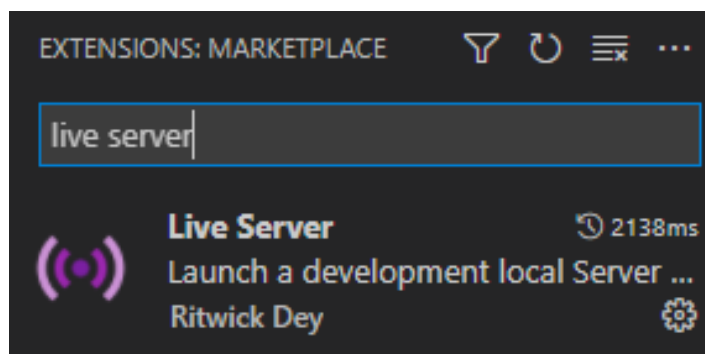 EXTENSIONS: MARKETPLACE
live server
Live Server 2138ms
Launch a development local Server ...
Ritwick Dey